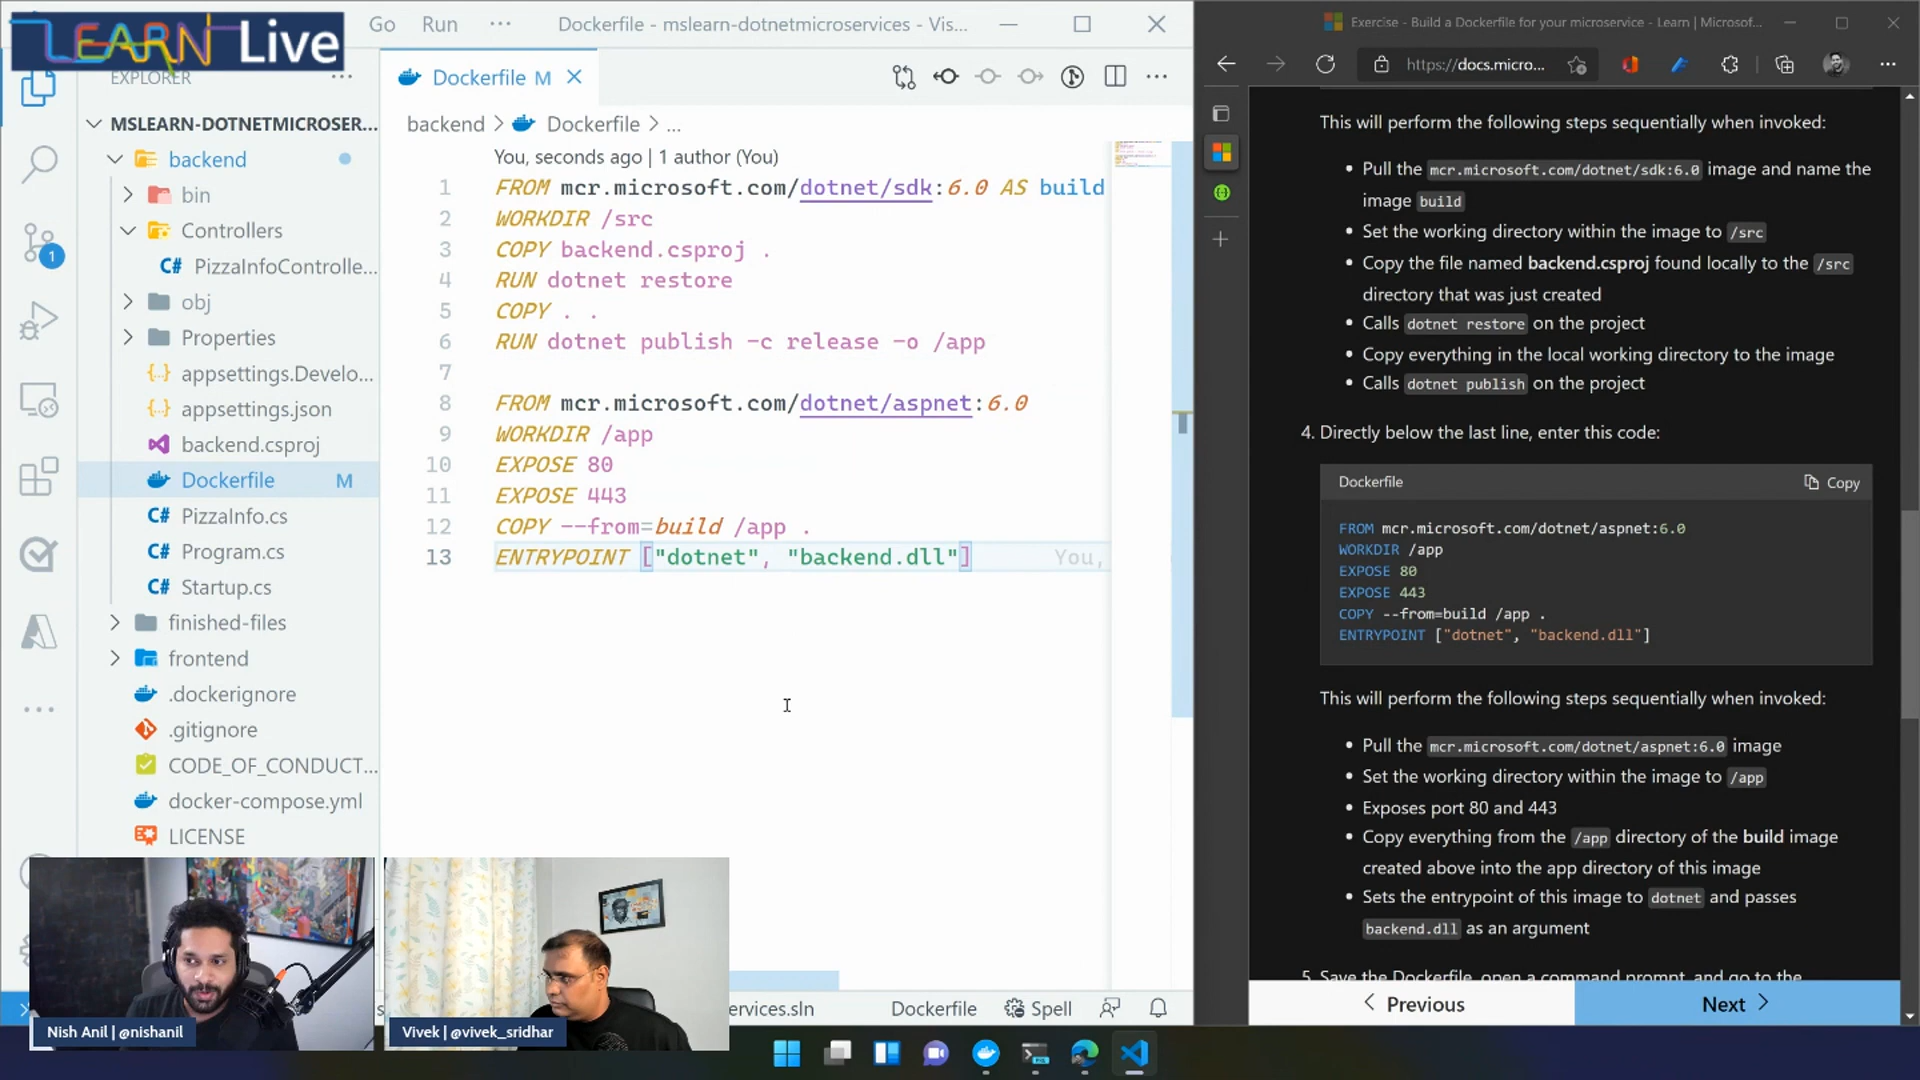 LEARN Live
Go
Run
Dockerfile - mslearn-dotnetmicroservices - Vis...
EXPLORER
MSLEARN-DOTNETMICROSER...
backend
bin
Controllers
C# PizzaInfoControlle...
obj
Properties
{} appsettings.Develo...
{} appsettings.json
backend.csproj
Dockerfile M
C# PizzaInfo.cs
C# Program.cs
C# Startup.cs
finished-files
frontend
.dockerignore
.gitignore
CODE_OF_CONDUCT...
docker-compose.yml
LICENSE
1
Dockerfile M
backend > Dockerfile > ...
You, seconds ago | 1 author (You)
1 FROM mcr.microsoft.com/dotnet/sdk:6.0 AS build
2 WORKDIR /src
3 COPY backend.csproj .
4 RUN dotnet restore
5 COPY . .
6 RUN dotnet publish -c release -o /app
7
8 FROM mcr.microsoft.com/dotnet/aspnet:6.0
9 WORKDIR /app
10 EXPOSE 80
11 EXPOSE 443
12 COPY --from=build /app .
13 ENTRYPOINT ["dotnet", "backend.dll"] You,
ervices.sln
Dockerfile
Spell
Nish Anil | @nishanil
Vivek | @vivek_sridhar
Exercise - Build a Dockerfile for your microservice - Learn | Microsof...
https://docs.micro...
This will perform the following steps sequentially when invoked:
• Pull the mcr.microsoft.com/dotnet/sdk:6.0 image and name the
image build
• Set the working directory within the image to /src
• Copy the file named backend.csproj found locally to the /src
directory that was just created
• Calls dotnet restore on the project
• Copy everything in the local working directory to the image
• Calls dotnet publish on the project
4. Directly below the last line, enter this code:
Dockerfile
Copy
FROM mcr.microsoft.com/dotnet/aspnet:6.0
WORKDIR /app
EXPOSE 80
EXPOSE 443
COPY --from=build /app .
ENTRYPOINT ["dotnet", "backend.dll"]
This will perform the following steps sequentially when invoked:
• Pull the mcr.microsoft.com/dotnet/aspnet:6.0 image
• Set the working directory within the image to /app
• Exposes port 80 and 443
• Copy everything from the /app directory of the build image
created above into the app directory of this image
• Sets the entrypoint of this image to dotnet and passes
backend.dll as an argument
5. Save the Dockerfile, open a command prompt, and go to the
Previous
Next